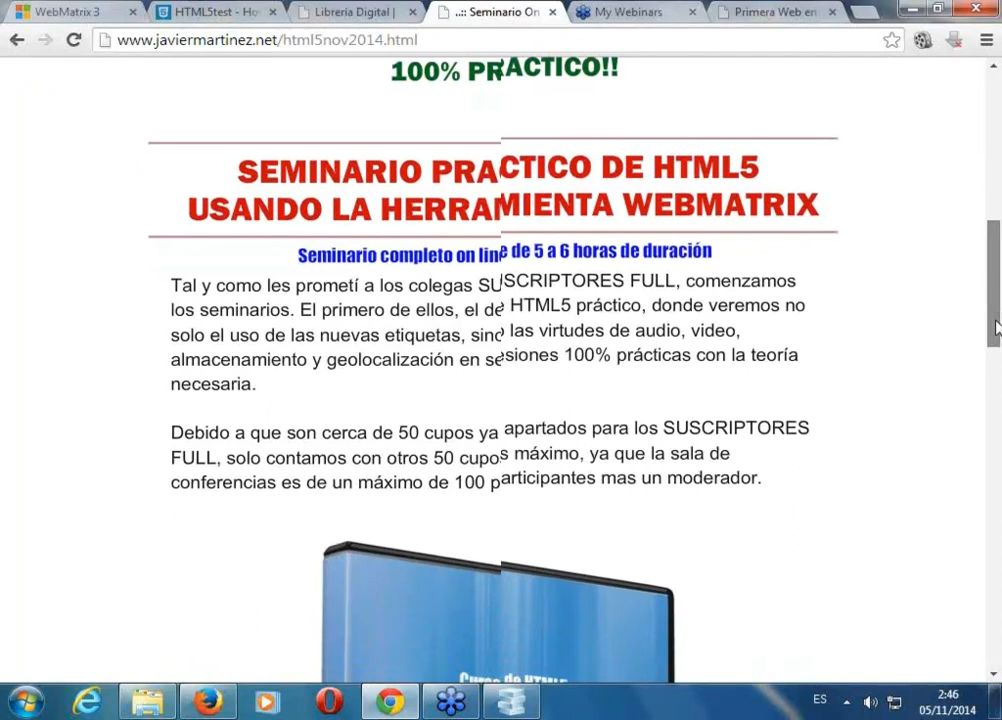 WebMatrix 3
HTML5test - Ho
Librería Digital |
..:: Seminario On
My Webinars
Primera Web en
www.javiermartinez.net/html5nov2014.html
100% PRACTICO!!
SEMINARIO PRACTICO DE HTML5
USANDO LA HERRAMIENTA WEBMATRIX
Seminario completo on line de 5 a 6 horas de duración
Tal y como les prometí a los colegas SUSCRIPTORES FULL, comenzamos
los seminarios. El primero de ellos, el de HTML5 práctico, donde veremos no
solo el uso de las nuevas etiquetas, sino las virtudes de audio, video,
almacenamiento y geolocalización en sesiones 100% prácticas con la teoría
necesaria.
Debido a que son cerca de 50 cupos ya apartados para los SUSCRIPTORES
FULL, solo contamos con otros 50 cupos máximo, ya que la sala de
conferencias es de un máximo de 100 participantes mas un moderador.
Curso de HTML5
ES
2:46
05/11/2014